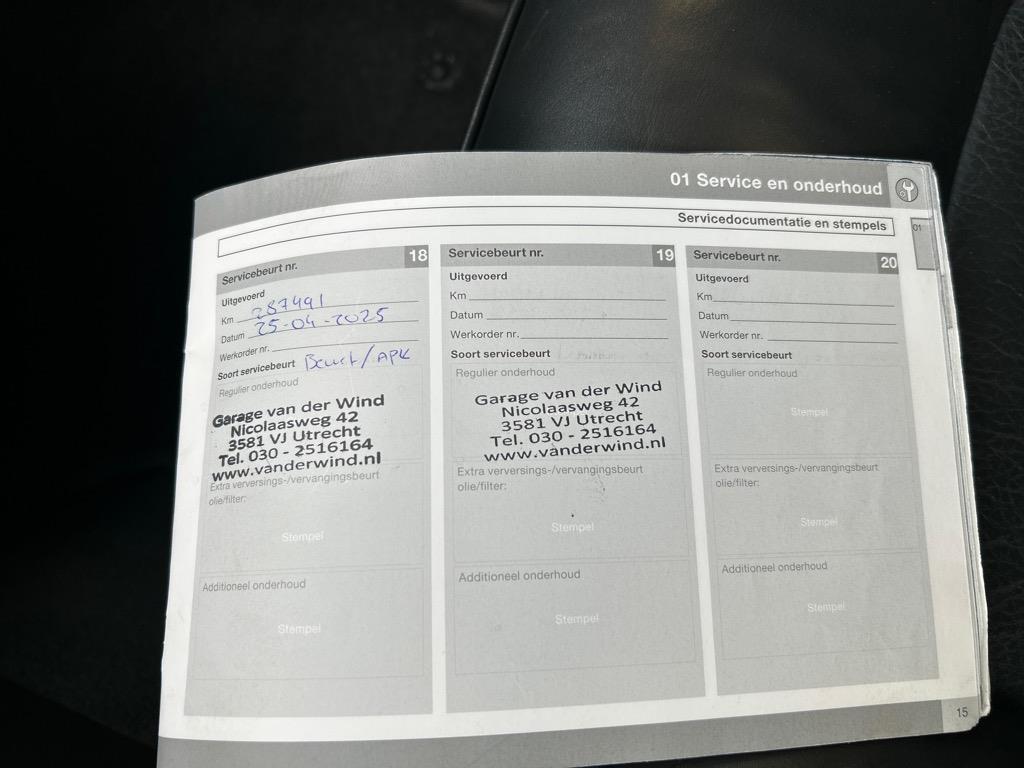 01 Service en onderhoud
Servicedocumentatie en stempels
01
Servicebeurt nr. 18
Uitgevoerd
Km 287491
Datum 25-04-2025
Werkorder nr.
Soort servicebeurt Beurt/APK
Regulier onderhoud
Garage van der Wind
Nicolaasweg 42
3581 VJ Utrecht
Tel. 030 - 2516164
www.vanderwind.nl
Extra verversings-/vervangingsbeurt
olie/filter:
Stempel
Additioneel onderhoud
Stempel
Servicebeurt nr. 19
Uitgevoerd
Km
Datum
Werkorder nr.
Soort servicebeurt
Regulier onderhoud
Garage van der Wind
Nicolaasweg 42
3581 VJ Utrecht
Tel. 030 - 2516164
www.vanderwind.nl
Extra verversings-/vervangingsbeurt
olie/filter:
Stempel
Additioneel onderhoud
Stempel
Servicebeurt nr. 20
Uitgevoerd
Km
Datum
Werkorder nr.
Soort servicebeurt
Regulier onderhoud
Stempel
Extra verversings-/vervangingsbeurt
olie/filter:
Stempel
Additioneel onderhoud
Stempel
15